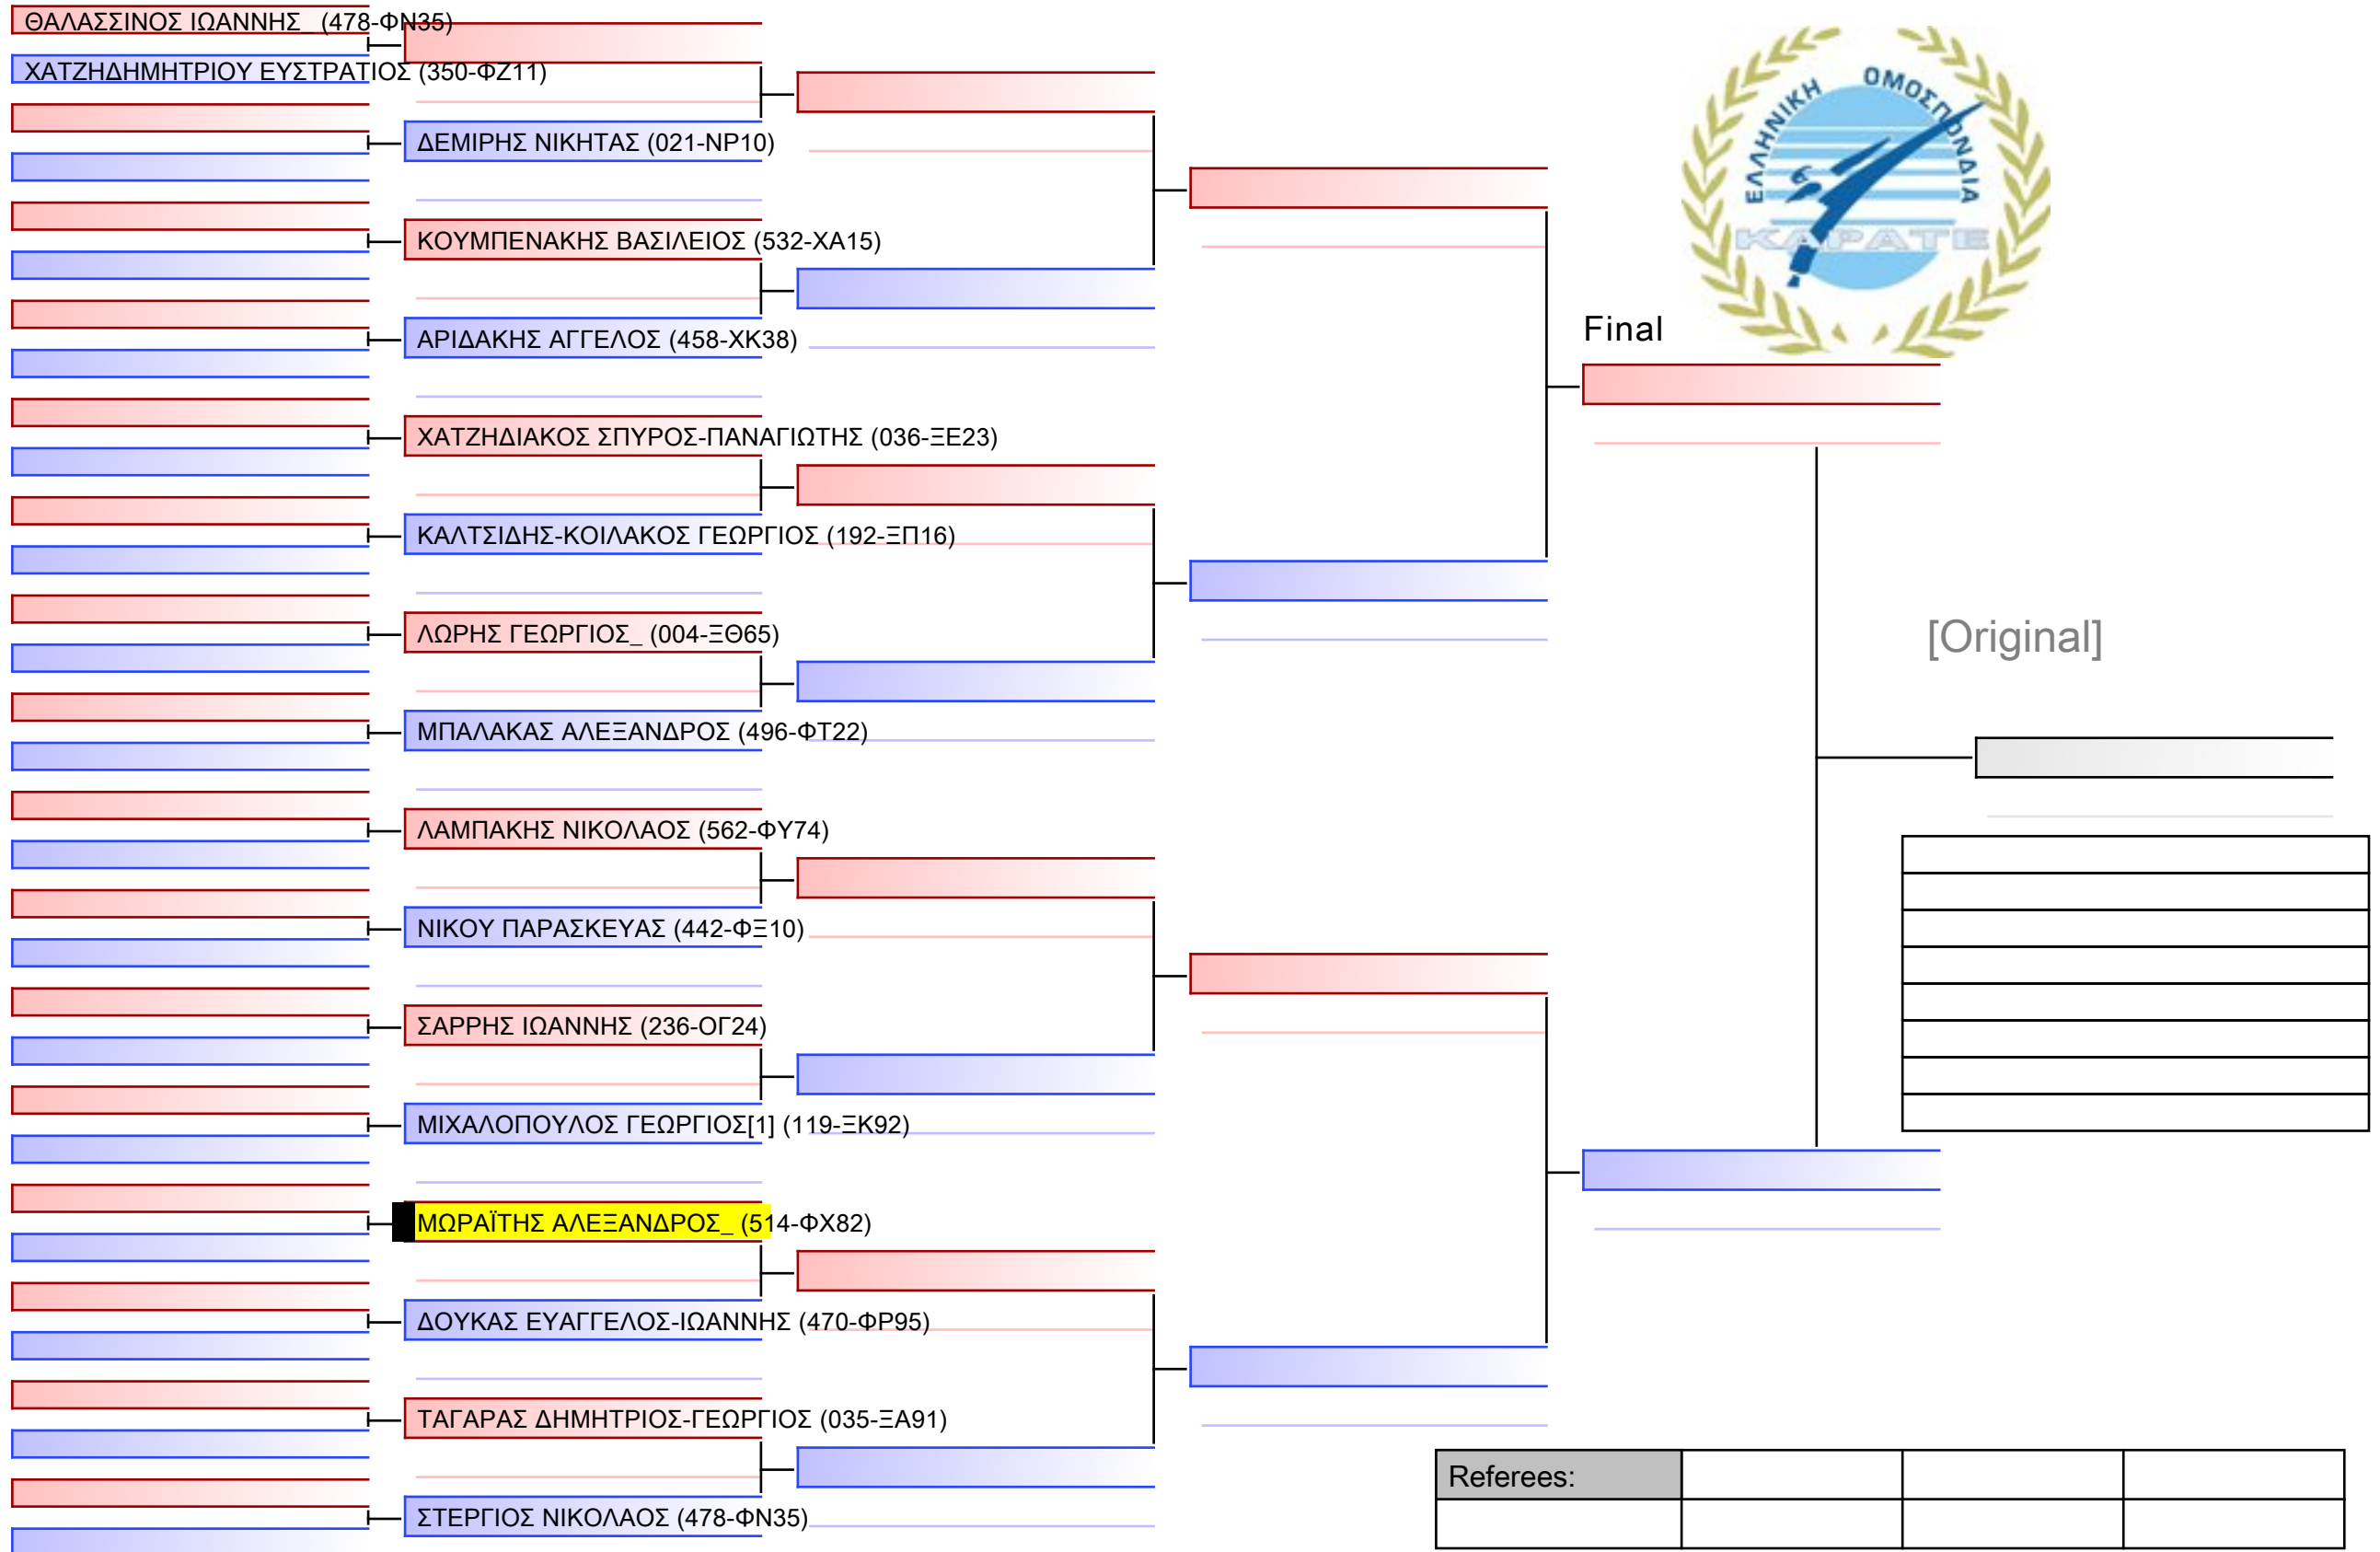 ΘΑΛΑΣΣΙΝΟΣ ΙΩΑΝΝΗΣ_ (478-ΦΝ35)
ΧΑΤΖΗΔΗΜΗΤΡΙΟΥ ΕΥΣΤΡΑΤΙΟΣ (350-ΦΖ11)
ΔΕΜΙΡΗΣ ΝΙΚΗΤΑΣ (021-ΝΡ10)
ΚΟΥΜΠΕΝΑΚΗΣ ΒΑΣΙΛΕΙΟΣ (532-ΧΑ15)
ΑΡΙΔΑΚΗΣ ΑΓΓΕΛΟΣ (458-ΧΚ38)
ΧΑΤΖΗΔΙΑΚΟΣ ΣΠΥΡΟΣ-ΠΑΝΑΓΙΩΤΗΣ (036-ΞΕ23)
ΚΑΛΤΣΙΔΗΣ-ΚΟΙΛΑΚΟΣ ΓΕΩΡΓΙΟΣ (192-ΞΠ16)
ΛΩΡΗΣ ΓΕΩΡΓΙΟΣ_ (004-ΞΘ65)
ΜΠΑΛΑΚΑΣ ΑΛΕΞΑΝΔΡΟΣ (496-ΦΤ22)
ΛΑΜΠΑΚΗΣ ΝΙΚΟΛΑΟΣ (562-ΦΥ74)
ΝΙΚΟΥ ΠΑΡΑΣΚΕΥΑΣ (442-ΦΞ10)
ΣΑΡΡΗΣ ΙΩΑΝΝΗΣ (236-ΟΓ24)
ΜΙΧΑΛΟΠΟΥΛΟΣ ΓΕΩΡΓΙΟΣ[1] (119-ΞΚ92)
ΜΩΡΑΪΤΗΣ ΑΛΕΞΑΝΔΡΟΣ_ (514-ΦΧ82)
ΔΟΥΚΑΣ ΕΥΑΓΓΕΛΟΣ-ΙΩΑΝΝΗΣ (470-ΦΡ95)
ΤΑΓΑΡΑΣ ΔΗΜΗΤΡΙΟΣ-ΓΕΩΡΓΙΟΣ (035-ΞΑ91)
ΣΤΕΡΓΙΟΣ ΝΙΚΟΛΑΟΣ (478-ΦΝ35)
ΕΛΛΗΝΙΚΗ ΟΜΟΣΠΟΝΔΙΑ
ΚΑΡΑΤΕ
Final
[Original]
Referees: